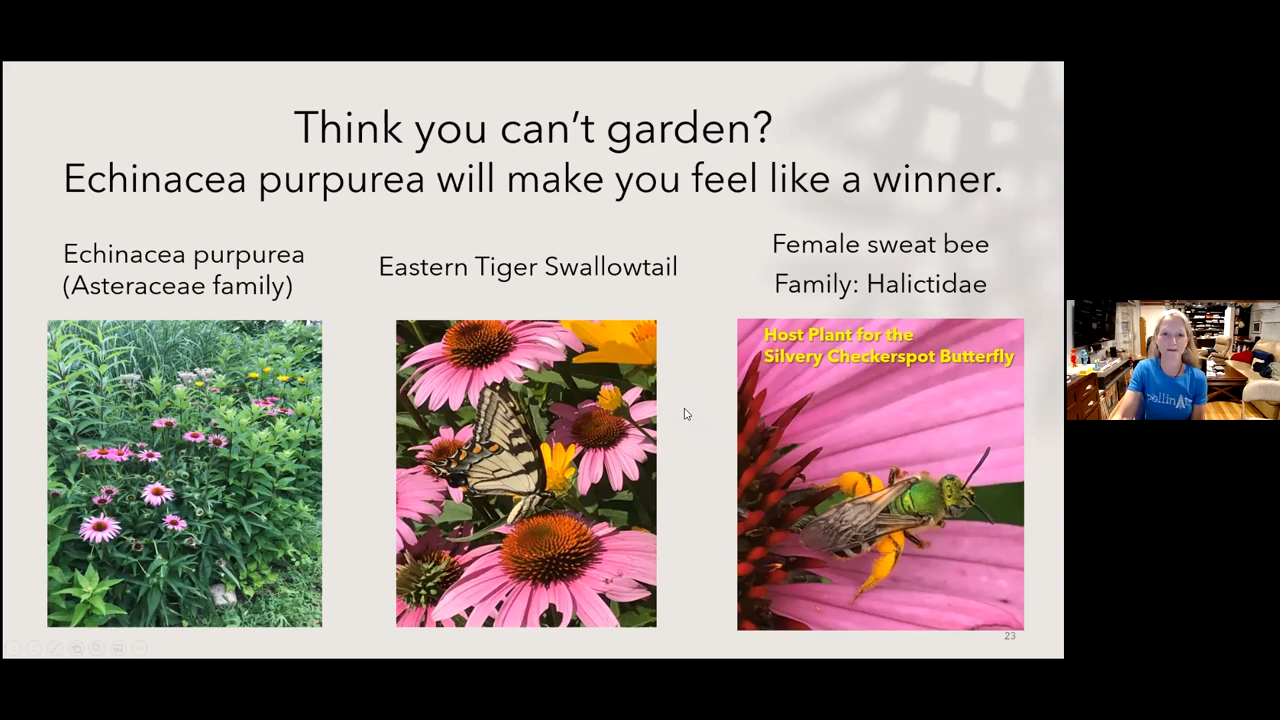 Think you can't garden?
Echinacea purpurea will make you feel like a winner.
Echinacea purpurea
(Asteraceae family)
Eastern Tiger Swallowtail
Female sweat bee
Family: Halictidae
Host Plant for the
Silvery Checkerspot Butterfly
23